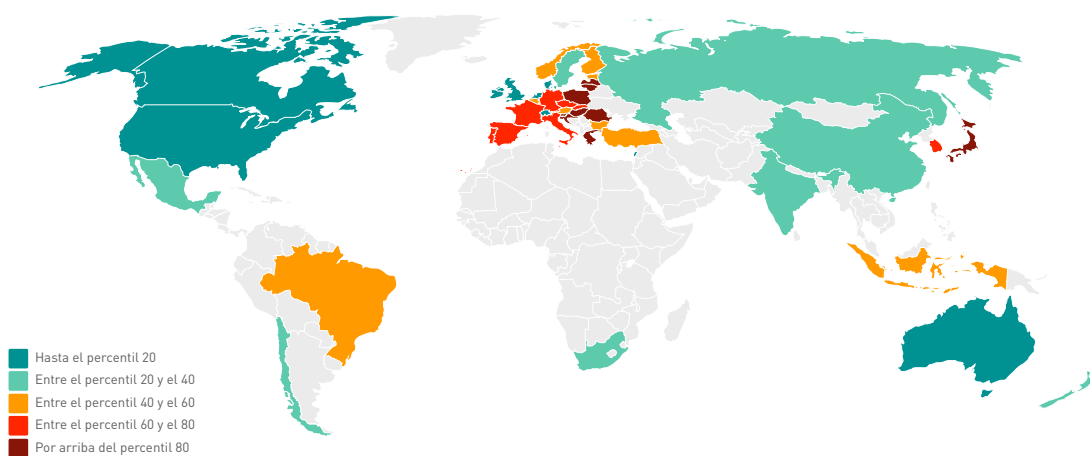 Hasta el percentil 20
Entre el percentil 20 y el 40
Entre el percentil 40 y el 60
Entre el percentil 60 y el 80
Por arriba del percentil 80